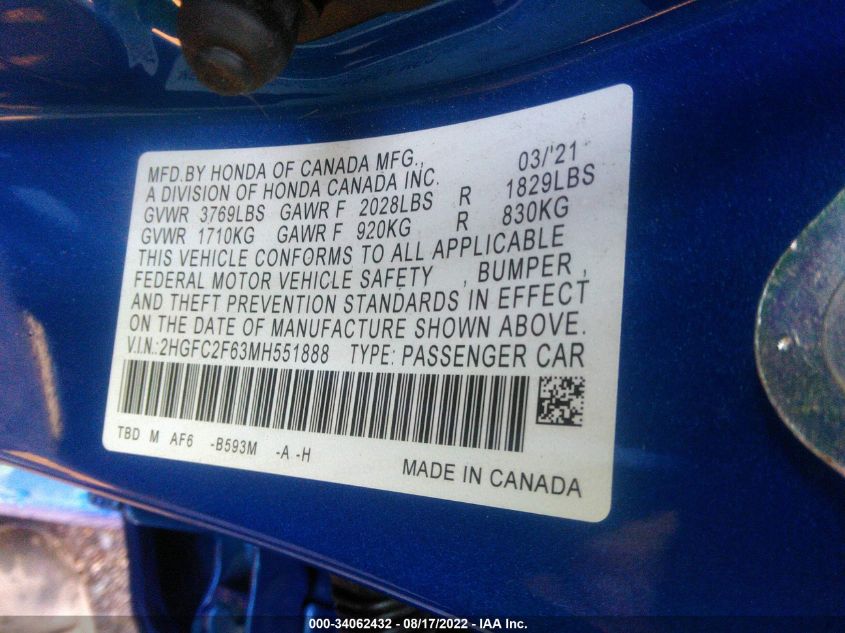 MFD.BY HONDA OF CANADA MFG., 03/'21
A DIVISION OF HONDA CANADA INC.
GVWR 3769LBS GAWR F 2028LBS R 1829LBS
GVWR 1710KG GAWR F 920KG R 830KG
THIS VEHICLE CONFORMS TO ALL APPLICABLE
FEDERAL MOTOR VEHICLE SAFETY , BUMPER ,
AND THEFT PREVENTION STANDARDS IN EFFECT
ON THE DATE OF MANUFACTURE SHOWN ABOVE.
V.I.N.:2HGFC2F63MH551888 TYPE: PASSENGER CAR
TBD M AF6 -B593M -A -H
MADE IN CANADA
000-34062432 - 08/17/2022 - IAA Inc.